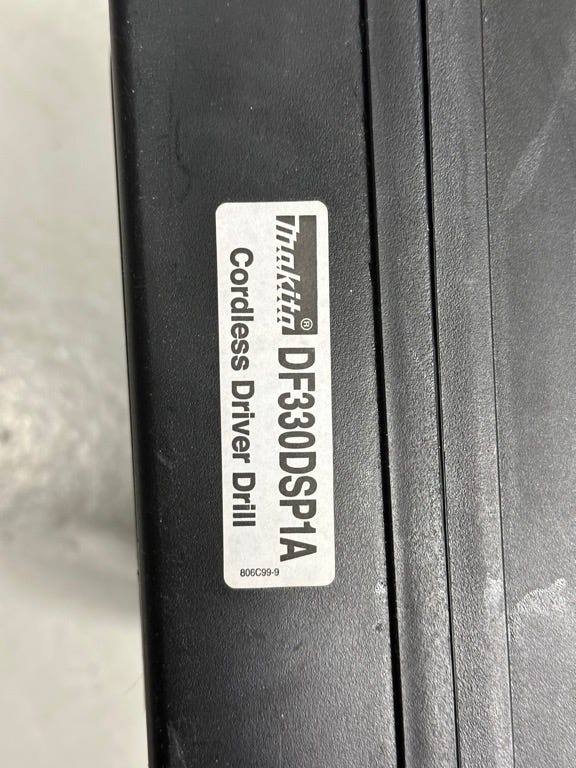 makita® DF330DSP1A
Cordless Driver Drill
806C99-9